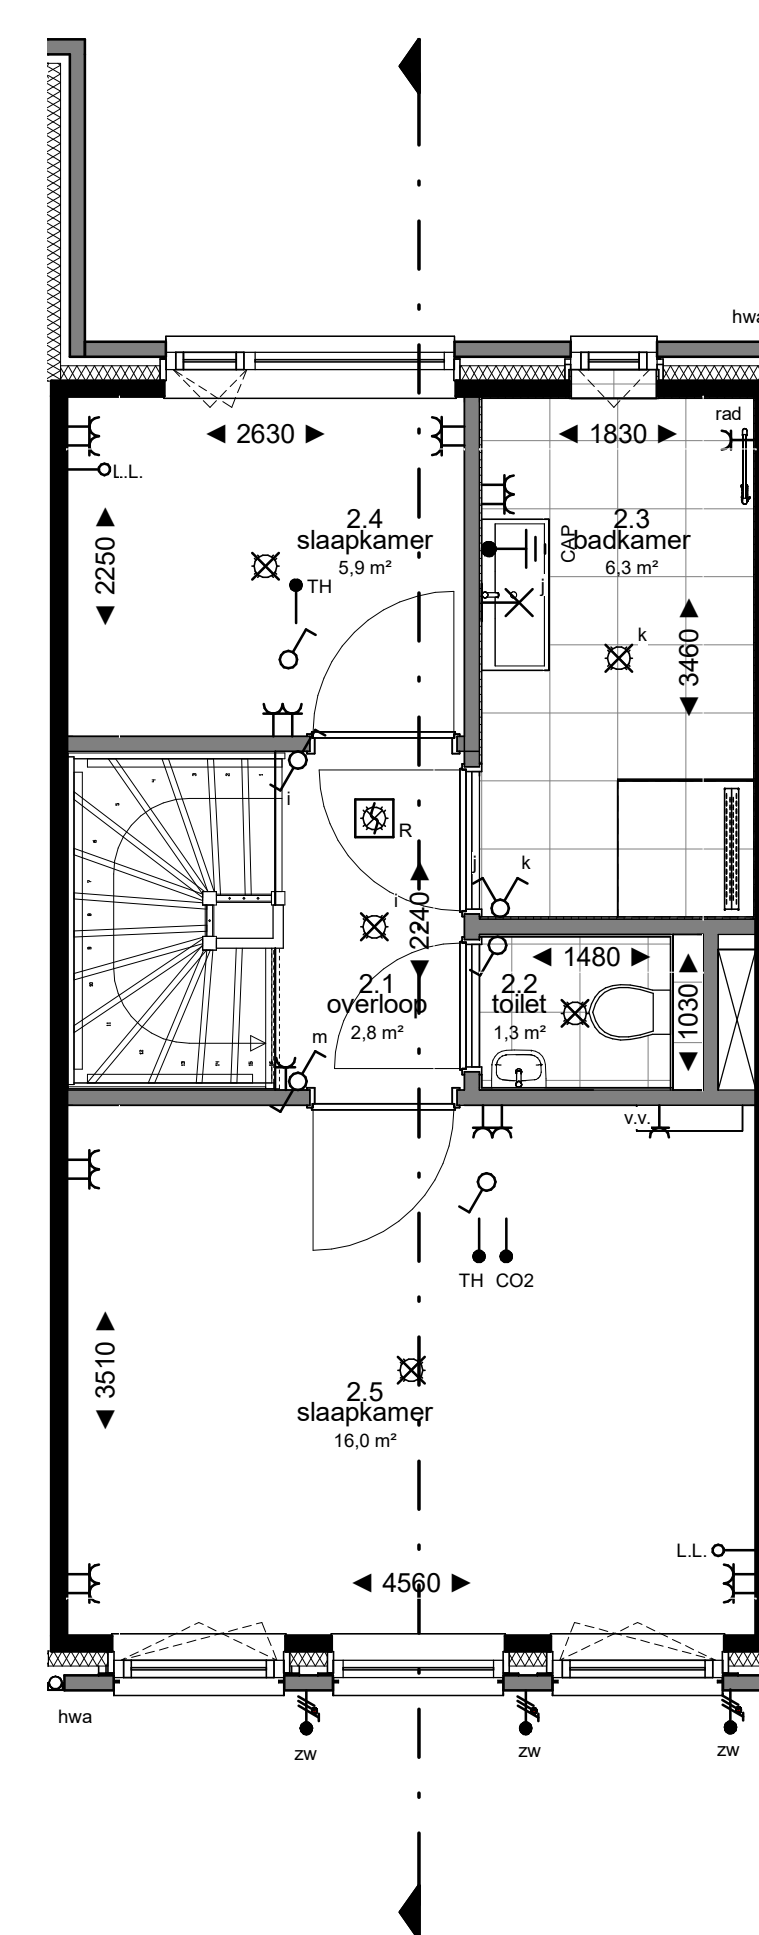 hwa
rad
2630
1830
L.L.
2.4
slaapkamer
5,9 m²
2.3
badkamer
6,3 m²
CAP
2250
TH
j
k
3460
i
R
j
k
i
2240
1480
2.1
overloop
2,8 m²
2.2
toilet
1,3 m²
1030
m
v.v.
TH
CO2
3510
2.5
slaapkamer
16,0 m²
L.L.
4560
hwa
zw
zw
zw